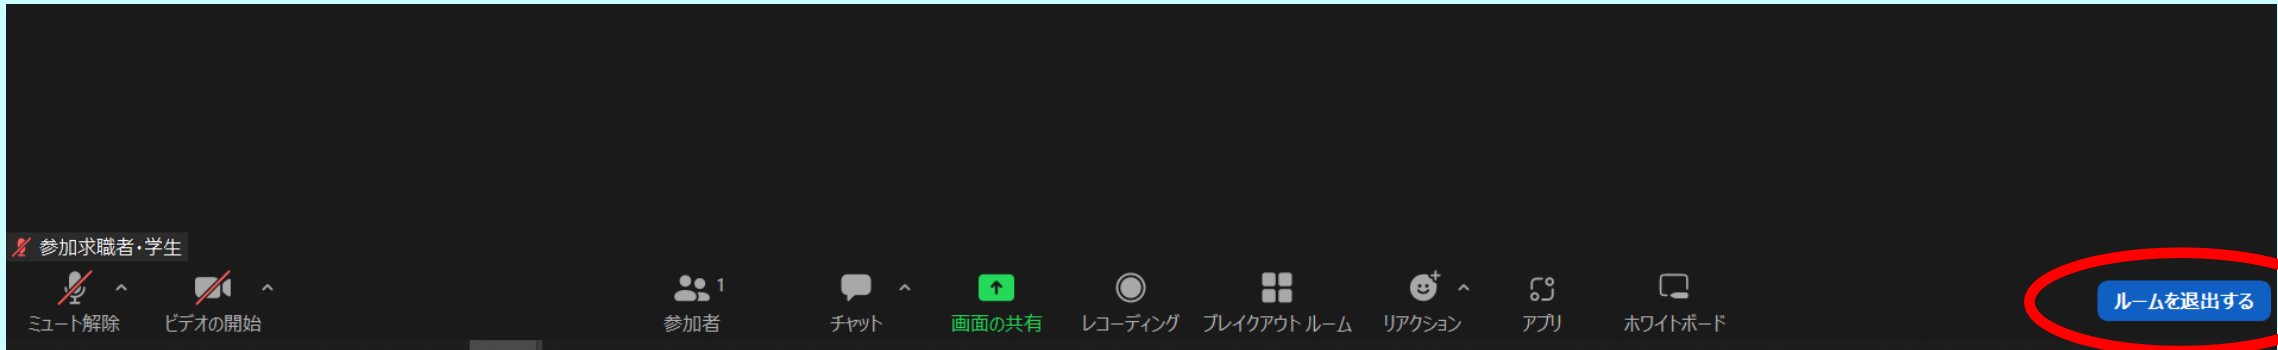 参加求職者・学生
1
ミュート解除 ビデオの開始 参加者 チャット 画面の共有 レコーディング ブレイクアウト ルーム リアクション アプリ ホワイトボード ルームを退出する